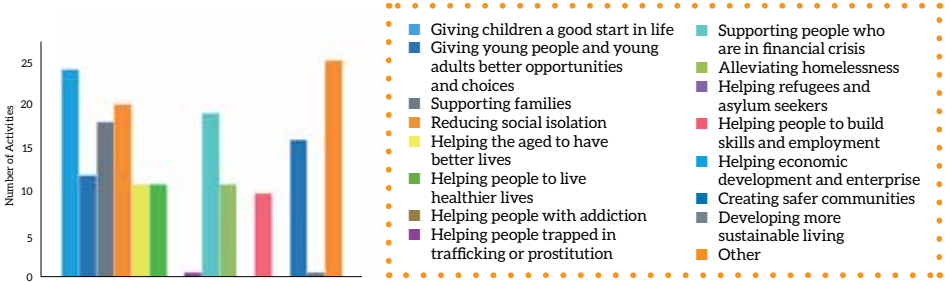 Number of Activities
25
20
15
10
5
0
Giving children a good start in life
Giving young people and young
adults better opportunities
and choices
Supporting families
Reducing social isolation
Helping the aged to have
better lives
Helping people to live
healthier lives
Helping people with addiction
Helping people trapped in
trafficking or prostitution
Supporting people who
are in financial crisis
Alleviating homelessness
Helping refugees and
asylum seekers
Helping people to build
skills and employment
Helping economic
development and enterprise
Creating safer communities
Developing more
sustainable living
Other